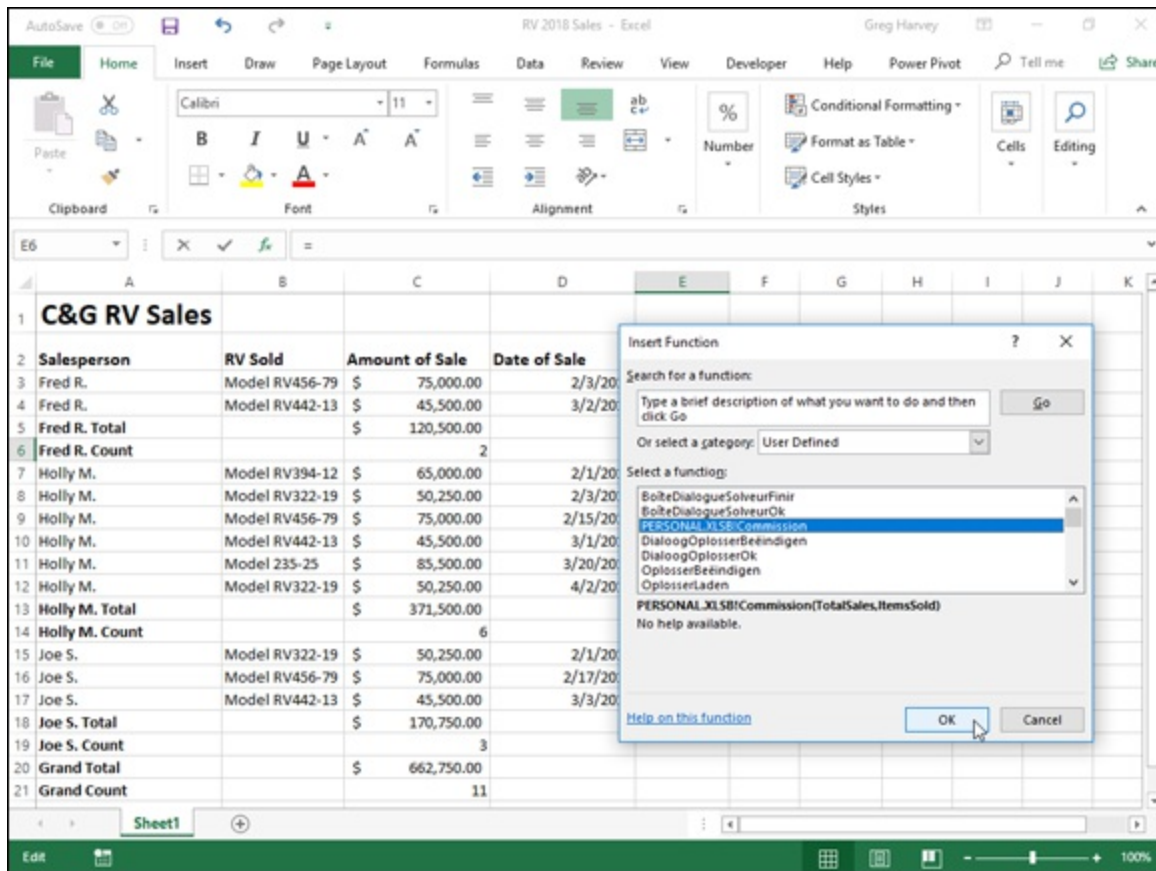 AutoSave Off RV 2018 Sales - Excel Greg Harvey
File Home Insert Draw Page Layout Formulas Data Review View Developer Help Power Pivot Tell me Share
Calibri 11 ab % Conditional Formatting
Paste B I U A A Number Format as Table Cells Editing
A Cell Styles
Clipboard Font Alignment Styles
E6 fx =
A B C D E F G H I J K
1 C&G RV Sales
2 Salesperson RV Sold Amount of Sale Date of Sale
3 Fred R. Model RV456-79 $ 75,000.00 2/3/20
4 Fred R. Model RV442-13 $ 45,500.00 3/2/20
5 Fred R. Total $ 120,500.00
6 Fred R. Count 2
7 Holly M. Model RV394-12 $ 65,000.00 2/1/20
8 Holly M. Model RV322-19 $ 50,250.00 2/3/20
9 Holly M. Model RV456-79 $ 75,000.00 2/15/20
10 Holly M. Model RV442-13 $ 45,500.00 3/1/20
11 Holly M. Model 235-25 $ 85,500.00 3/20/20
12 Holly M. Model RV322-19 $ 50,250.00 4/2/20
13 Holly M. Total $ 371,500.00
14 Holly M. Count 6
15 Joe S. Model RV322-19 $ 50,250.00 2/1/20
16 Joe S. Model RV456-79 $ 75,000.00 2/17/20
17 Joe S. Model RV442-13 $ 45,500.00 3/3/20
18 Joe S. Total $ 170,750.00
19 Joe S. Count 3
20 Grand Total $ 662,750.00
21 Grand Count 11
Insert Function ?
Search for a function:
Type a brief description of what you want to do and then
click Go
Go
Or select a category: User Defined
Select a function:
BoîteDialogueSolveurFinir
BoîteDialogueSolveurOk
PERSONAL.XLSB!Commission
DialoogOplosserBeëindigen
DialoogOplosserOk
OplosserBeëindigen
OplosserLaden
PERSONAL.XLSB!Commission(TotalSales,ItemsSold)
No help available.
Help on this function OK Cancel
Sheet1
Edit 100%